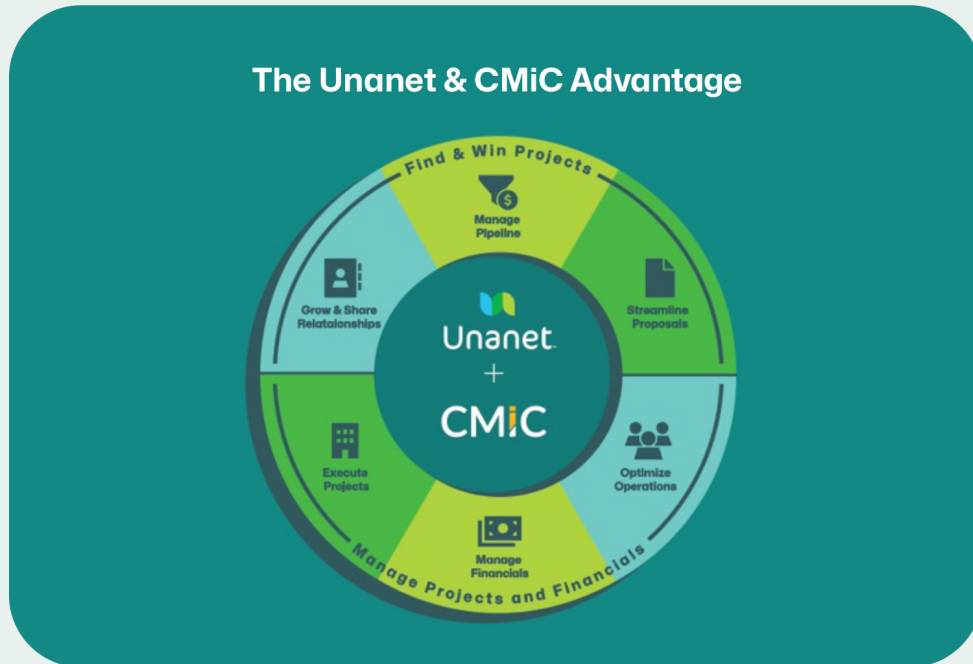 The Unanet & CMiC Advantage
Find & Win Projects
Manage
Pipeline
Grow & Share
Relataionships
Streamline
Proposals
Unanet
+
CMiC
Execute
Projects
Optimize
Operations
Manage
Financials
Manage Projects and Financials